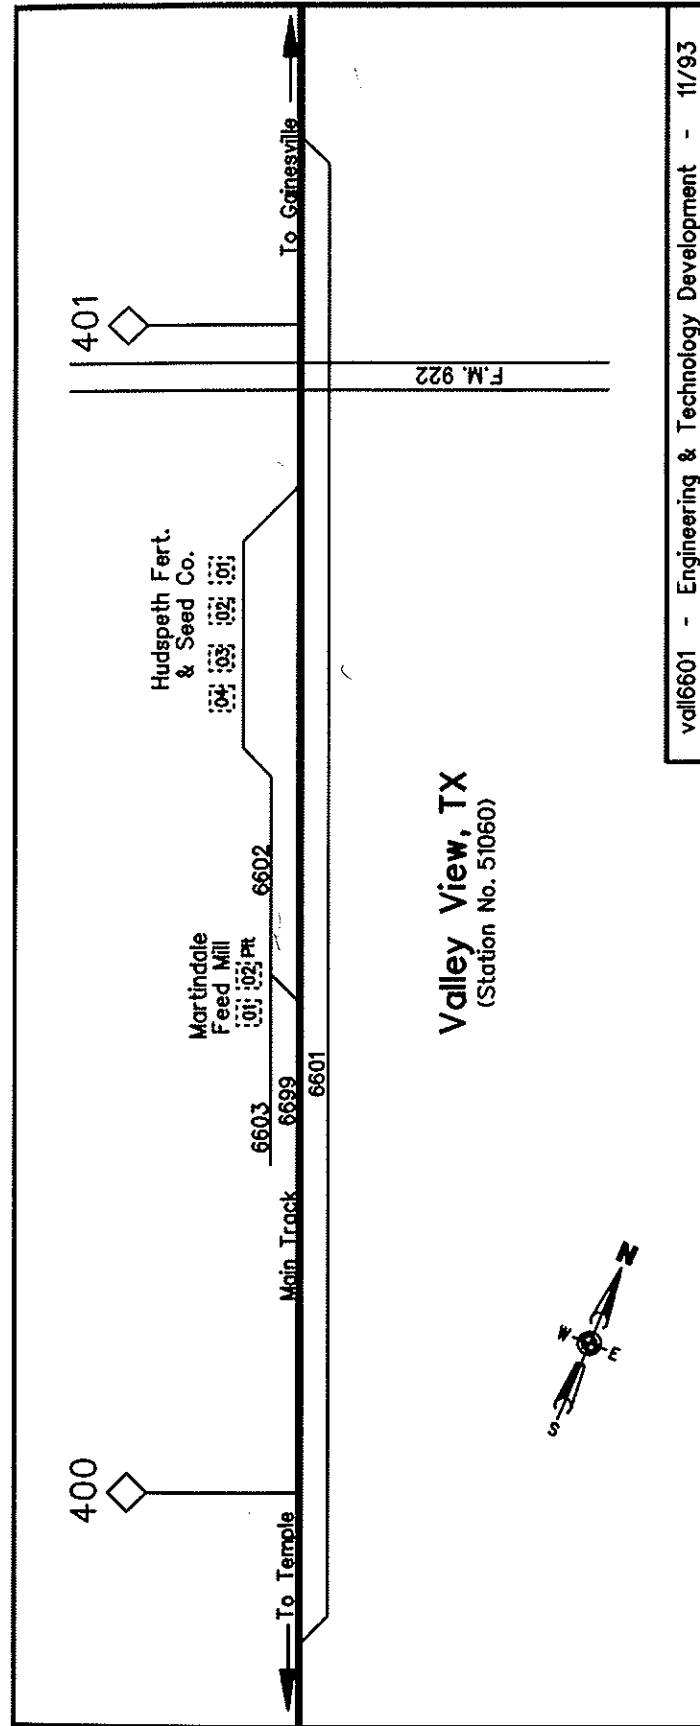 400
401
Hudspeth Fert.
& Seed Co.
04 03 02 01
Martindale
Feed Mill
01 02 Pit
6602
6603
6699
6601
To Temple
Main Track
To Gainesville
F.M. 922
Valley View, TX
(Station No. 51060)
N
W
E
S
vall6601 - Engineering & Technology Development - 11/93